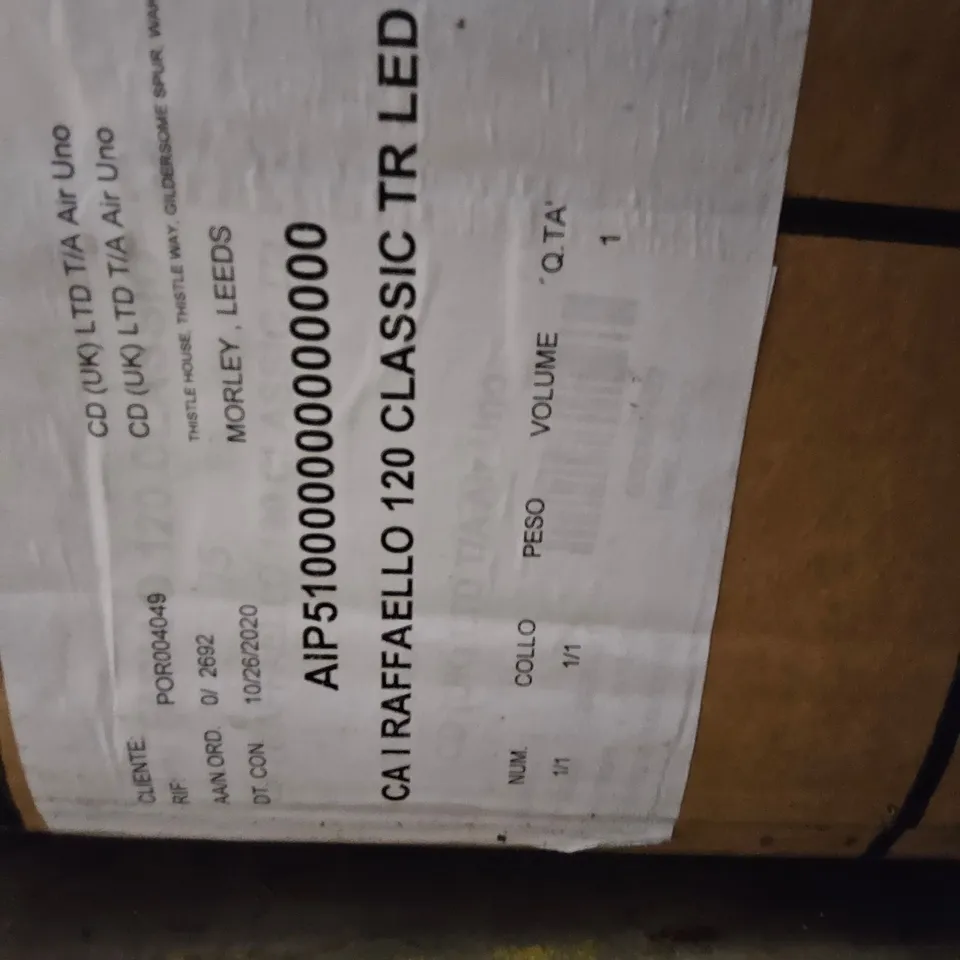 CD (UK) LTD T/A Air Uno
CLIENTE: CD (UK) LTD T/A Air Uno
RIF: POR004049 THISTLE HOUSE, THISTLE WAY, GILDERSOME SPUR,
AA/N.ORD. 0/ 2692 MORLEY , LEEDS
DT. CON. 10/26/2020
AIP5100000000000000
CA I RAFFAELLO 120 CLASSIC TR LED
NUM. COLLO PESO VOLUME Q.TA'
1/1 1/1 1